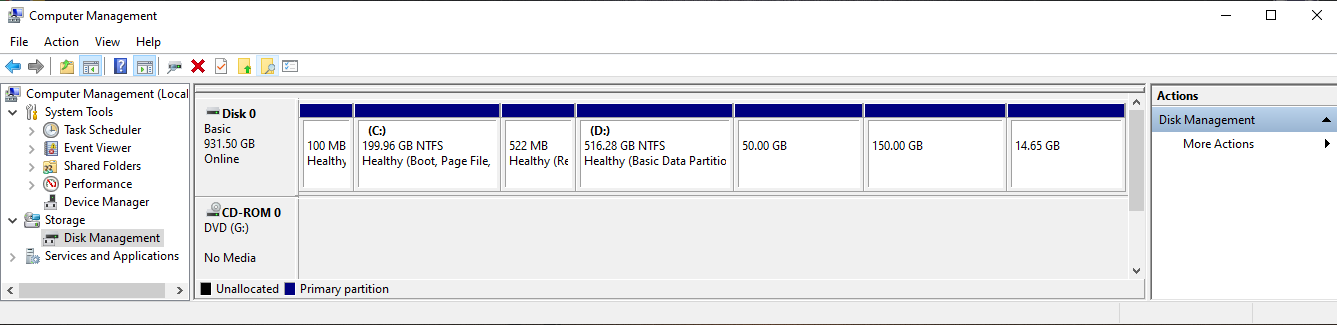 Computer Management
File Action View Help
Computer Management (Local
System Tools
Task Scheduler
Event Viewer
Shared Folders
Performance
Device Manager
Storage
Disk Management
Services and Applications
Disk 0
Basic
931.50 GB
Online
100 MB
Healthy
(C:)
199.96 GB NTFS
Healthy (Boot, Page File,
522 MB
Healthy (Re
(D:)
516.28 GB NTFS
Healthy (Basic Data Partitio
50.00 GB
150.00 GB
14.65 GB
CD-ROM 0
DVD (G:)
No Media
Unallocated Primary partition
Actions
Disk Management
More Actions